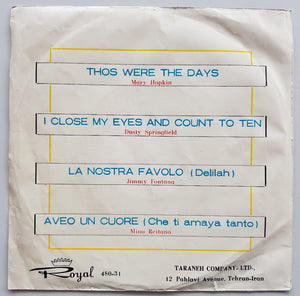 THOS WERE THE DAYS
Mary Hopkin
I CLOSE MY EYES AND COUNT TO TEN
Dusty Springfield
LA NOSTRA FAVOLO (Delilah)
Jimmy Fontana
AVEO UN CUORE (Che ti amaya tanto)
Mino Reitano
Royal 480-31
TARANEH COMPANY. LTD.,
12 Pahlavi Avenue, Tehran-Iron